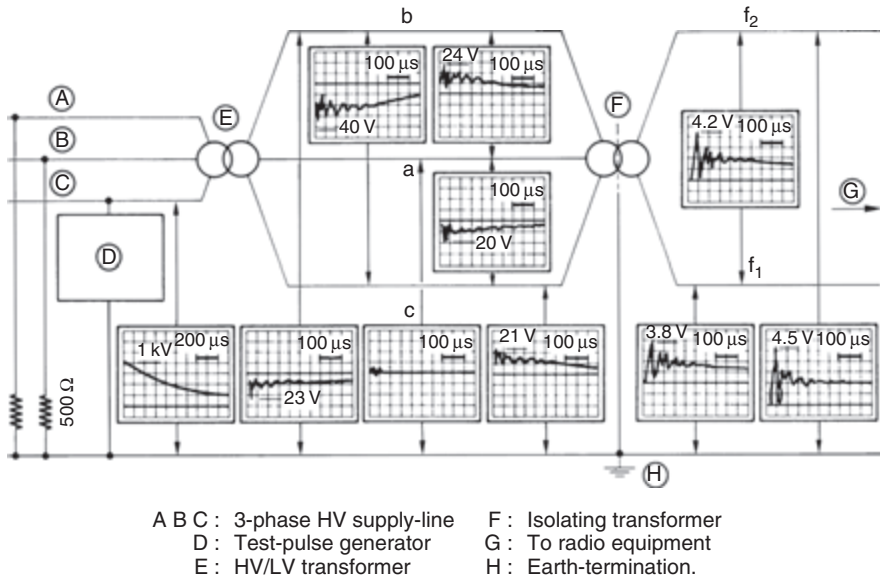 b
f2
100 µs
40 V
24 V
100 µs
A
B
C
E
F
4.2 V 100 µs
a
100 µs
20 V
G
D
f1
c
1 kV 200 µs
100 µs
23 V
100 µs
21 V
100 µs
3.8 V
100 µs
4.5 V 100 µs
500 Ω
H
A B C : 3-phase HV supply-line
D : Test-pulse generator
E : HV/LV transformer
F : Isolating transformer
G : To radio equipment
H : Earth-termination.